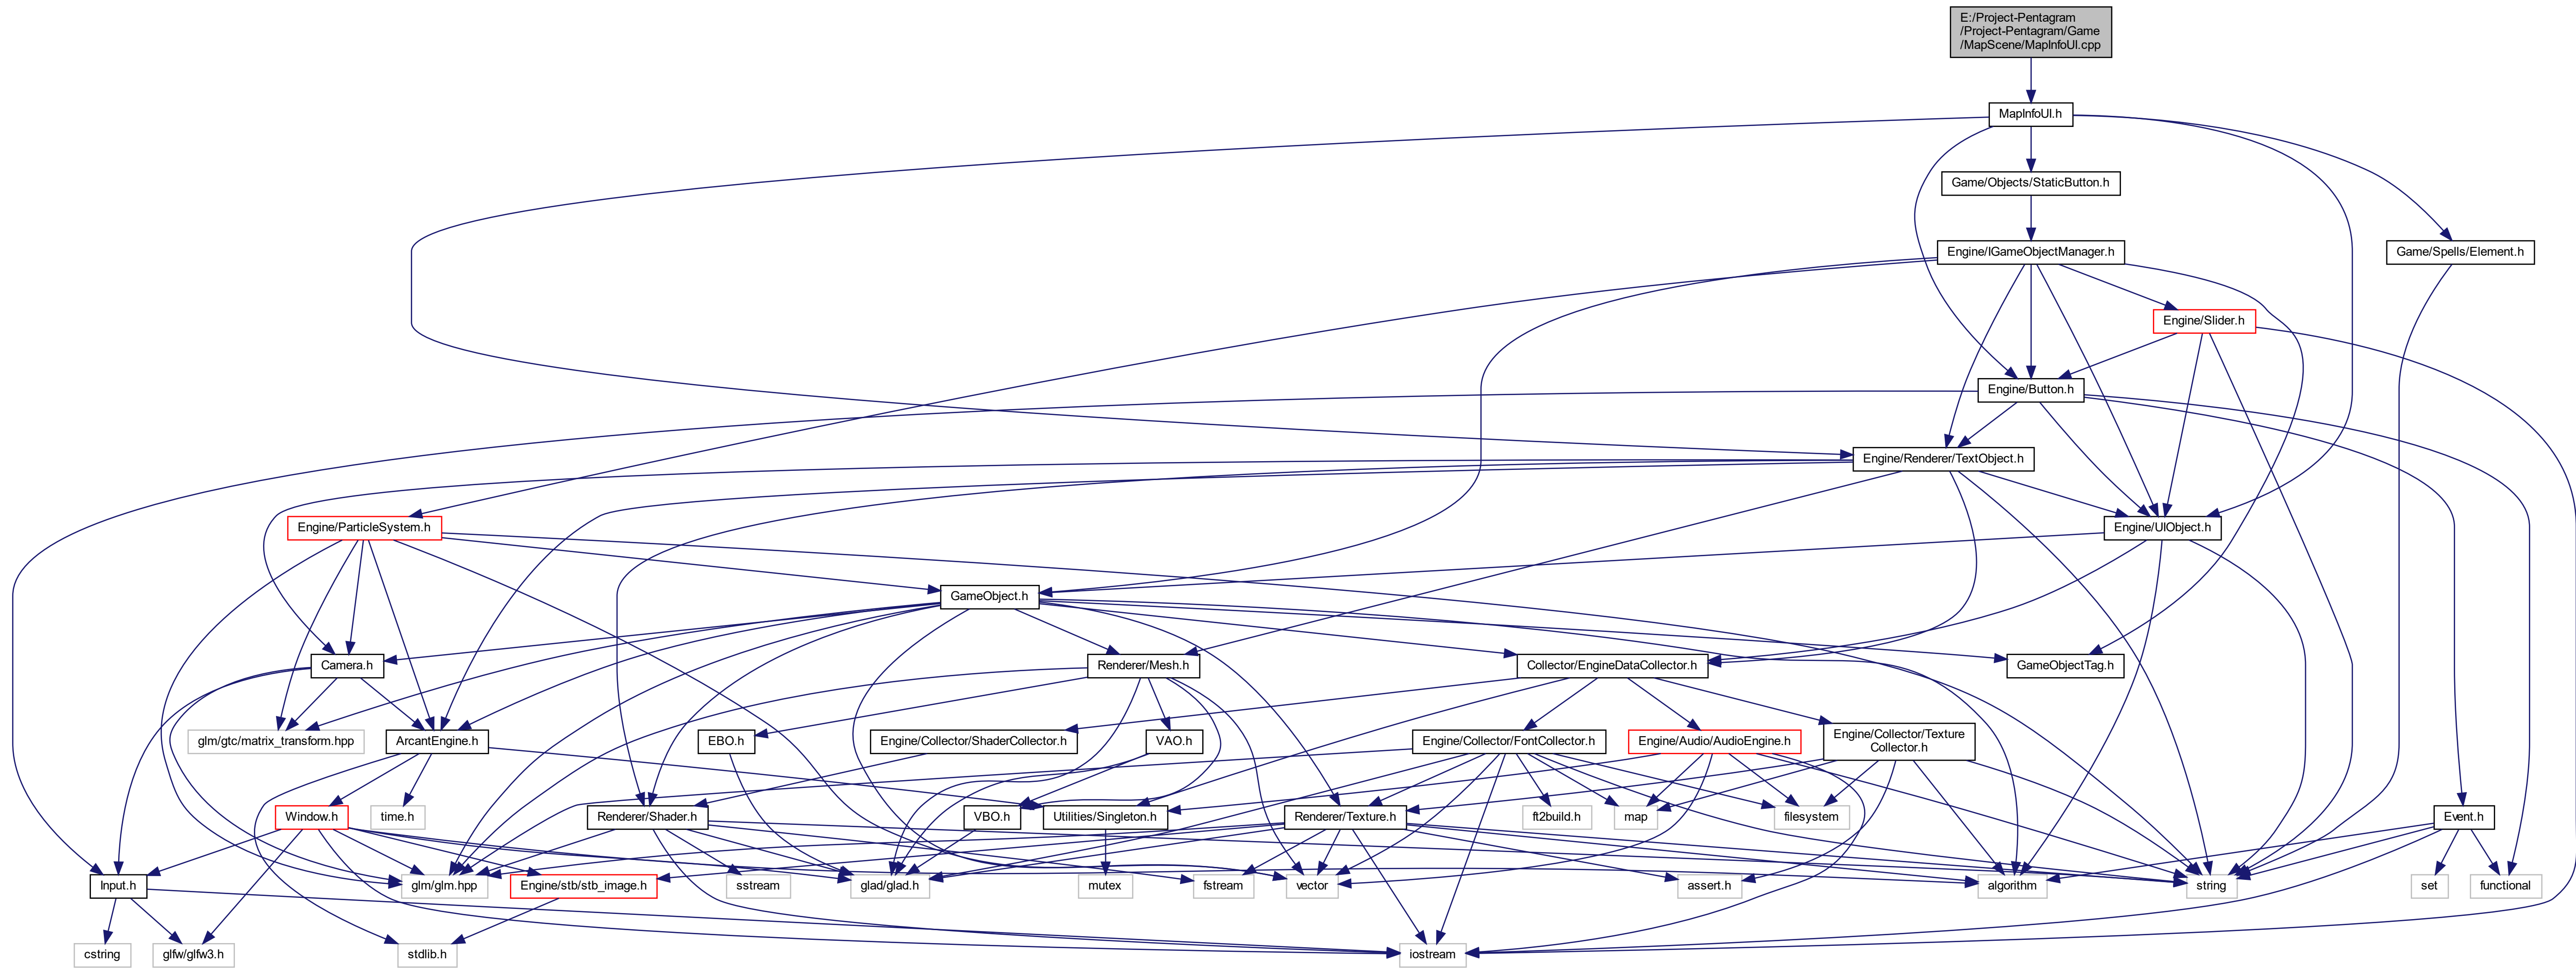 E:/Project-Pentagram
/Project-Pentagram/Game
/MapScene/MapInfoUI.cpp
MapInfoUI.h
Game/Objects/StaticButton.h
Engine/IGameObjectManager.h
Game/Spells/Element.h
Engine/Slider.h
Engine/Button.h
Engine/Renderer/TextObject.h
Engine/ParticleSystem.h
Engine/UIObject.h
GameObject.h
Camera.h
Renderer/Mesh.h
Collector/EngineDataCollector.h
GameObjectTag.h
glm/gtc/matrix_transform.hpp
ArcantEngine.h
EBO.h
Engine/Collector/ShaderCollector.h
VAO.h
Engine/Collector/FontCollector.h
Engine/Audio/AudioEngine.h
Engine/Collector/Texture
Collector.h
Window.h
time.h
Renderer/Shader.h
VBO.h
Utilities/Singleton.h
Renderer/Texture.h
ft2build.h
map
filesystem
Event.h
Input.h
glm/glm.hpp
Engine/stb/stb_image.h
sstream
glad/glad.h
mutex
fstream
vector
assert.h
algorithm
string
set
functional
cstring
glfw/glfw3.h
stdlib.h
iostream